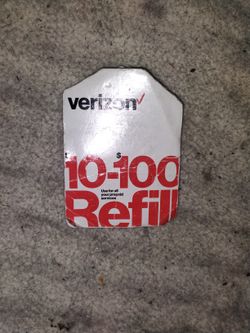 verizon✓
$10-$100
Use for all
your prepaid
services
Refill